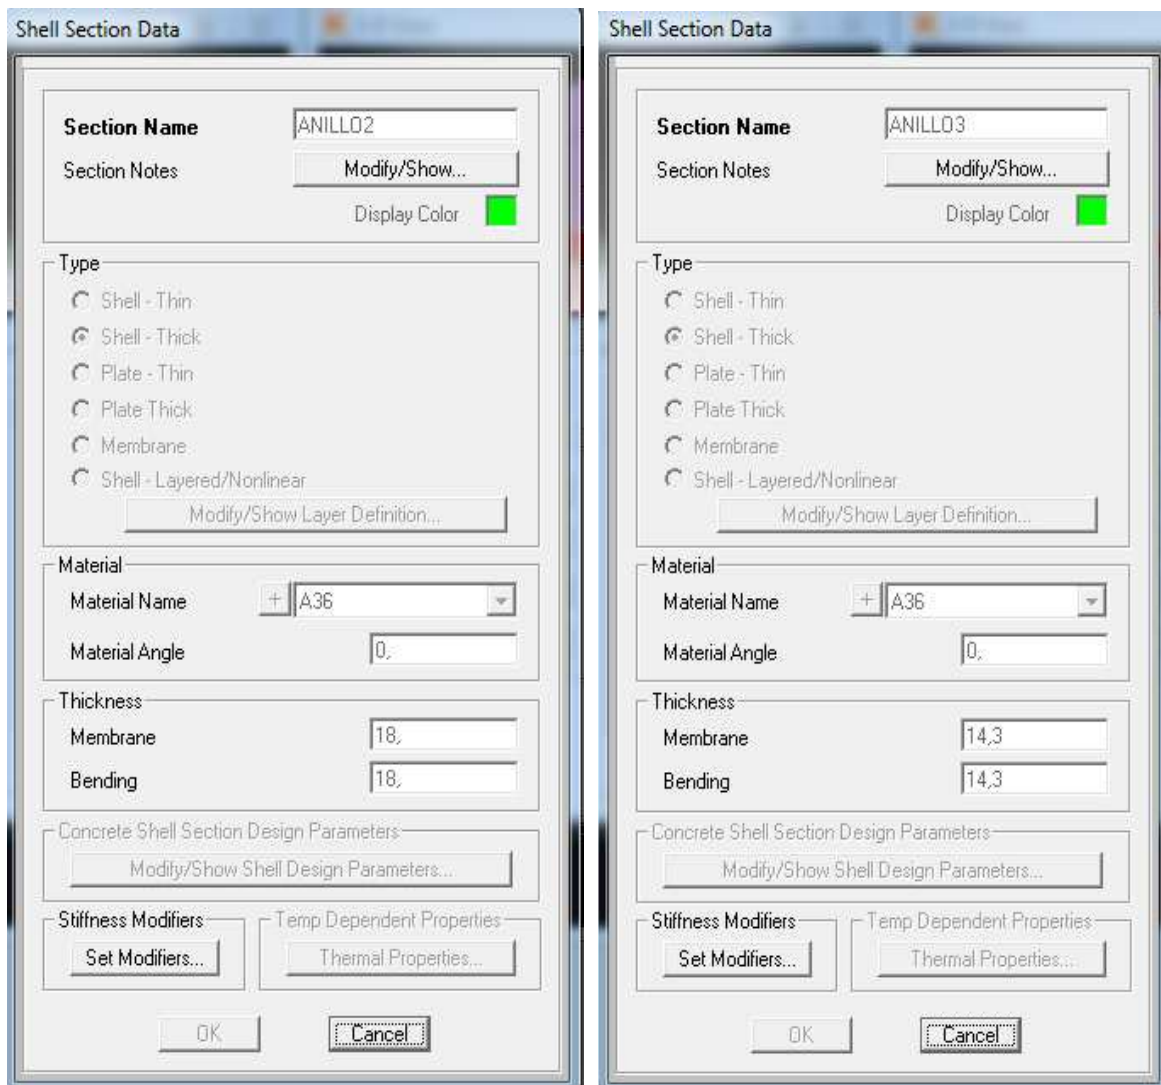 Shell Section Data
Section Name ANILLO2
Section Notes Modify/Show...
Display Color
Type
Shell - Thin
Shell - Thick
Plate - Thin
Plate Thick
Membrane
Shell - Layered/Nonlinear
Modify/Show Layer Definition...
Material
Material Name + A36
Material Angle 0,
Thickness
Membrane 18,
Bending 18,
Concrete Shell Section Design Parameters
Modify/Show Shell Design Parameters...
Stiffness Modifiers Temp Dependent Properties
Set Modifiers... Thermal Properties...
OK Cancel
Shell Section Data
Section Name ANILLO3
Section Notes Modify/Show...
Display Color
Type
Shell - Thin
Shell - Thick
Plate - Thin
Plate Thick
Membrane
Shell - Layered/Nonlinear
Modify/Show Layer Definition...
Material
Material Name + A36
Material Angle 0,
Thickness
Membrane 14,3
Bending 14,3
Concrete Shell Section Design Parameters
Modify/Show Shell Design Parameters...
Stiffness Modifiers Temp Dependent Properties
Set Modifiers... Thermal Properties...
OK Cancel